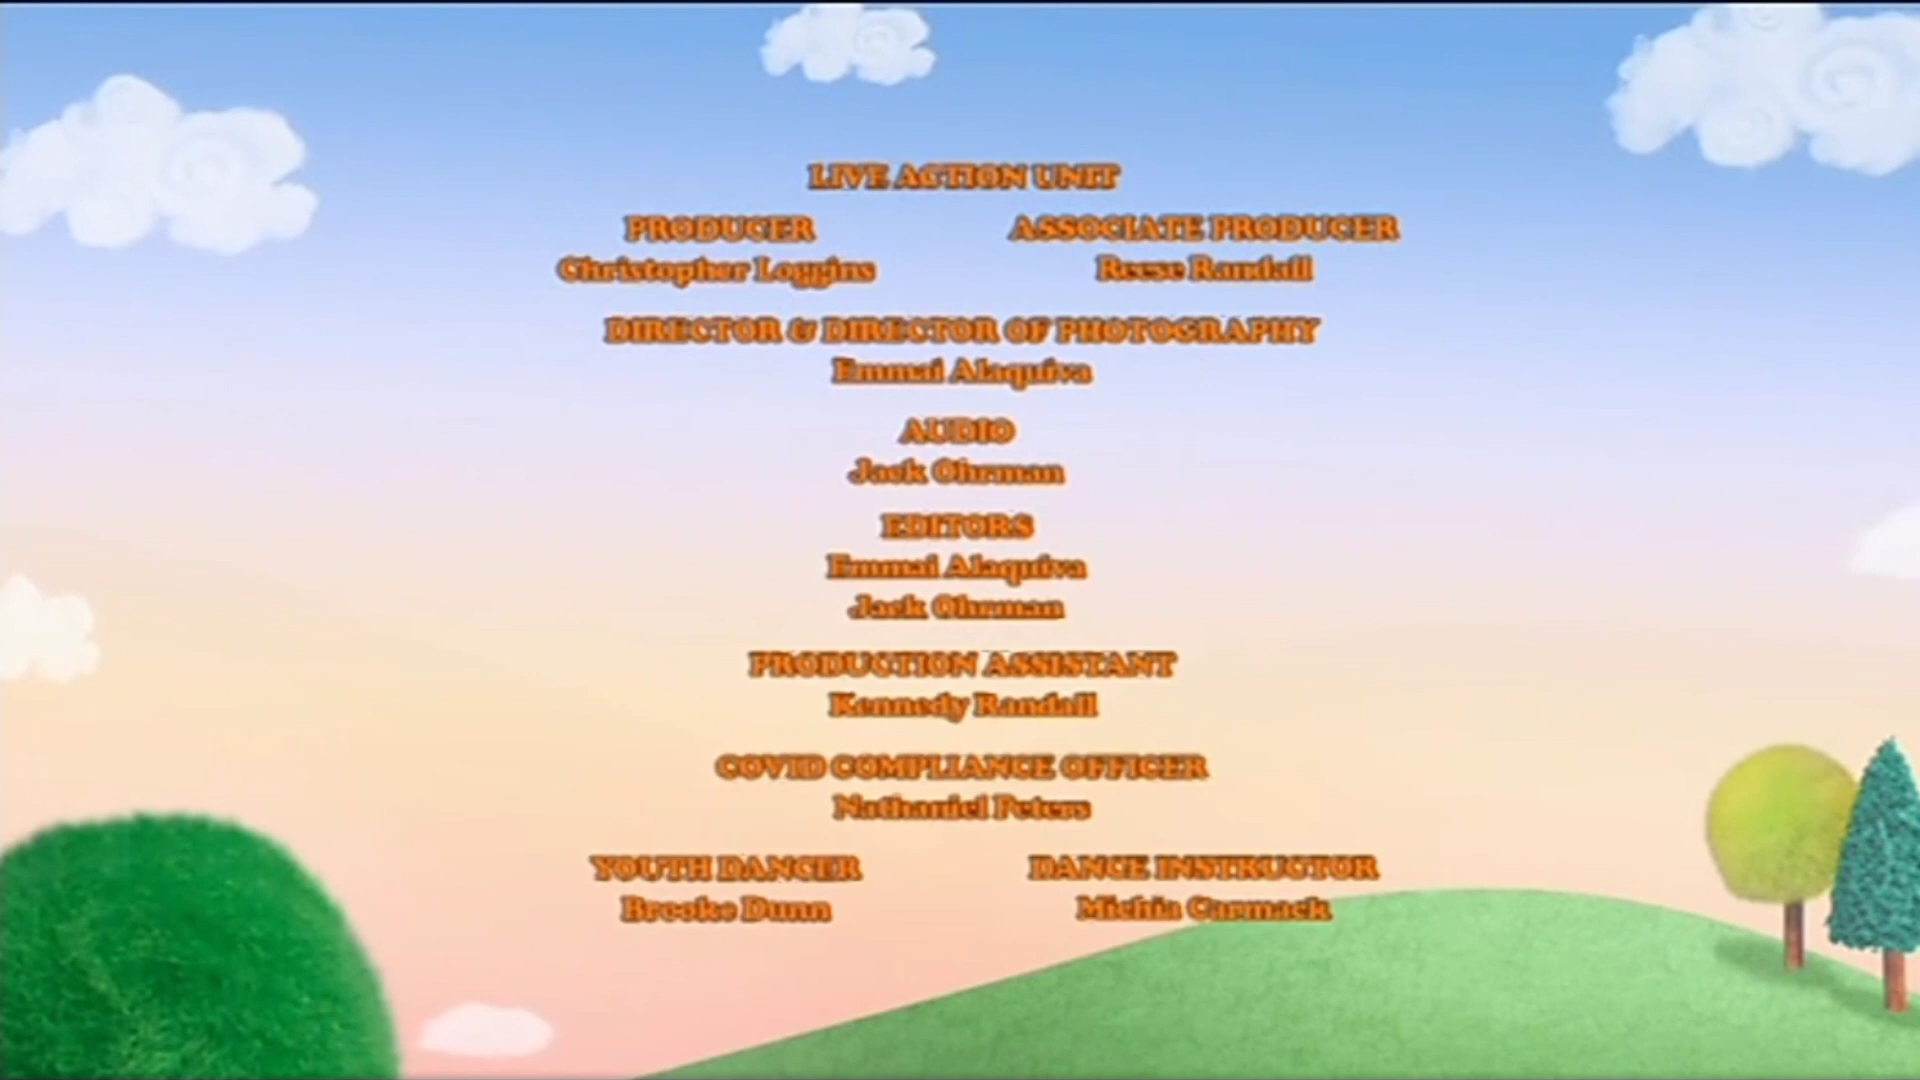 LIVE ACTION UNIT
PRODUCER
Christopher Loggins
ASSOCIATE PRODUCER
Reese Randall
DIRECTOR & DIRECTOR OF PHOTOGRAPHY
Emmai Alaquiva
AUDIO
Jack Ohrman
EDITORS
Emmai Alaquiva
Jack Ohrman
PRODUCTION ASSISTANT
Kennedy Randall
COVID COMPLIANCE OFFICER
Nathaniel Peters
YOUTH DANCER
Brooke Dunn
DANCE INSTRUCTOR
Michia Carmack